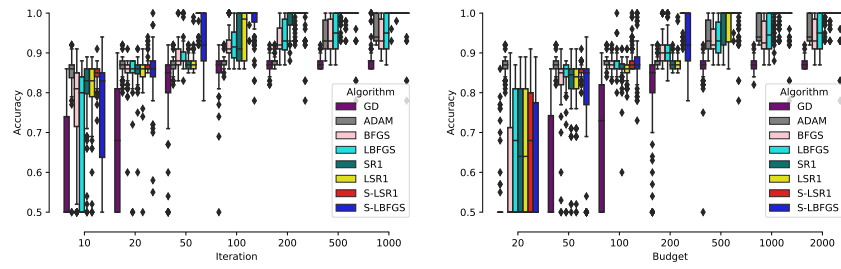 1.0
0.9
0.8
0.7
0.6
0.5
Accuracy
10 20 50 100 200 500 1000
Iteration
Algorithm
GD
ADAM
BFGS
LBFGS
SR1
LSR1
S-LSR1
S-LBFGS
1.0
0.9
0.8
0.7
0.6
0.5
Accuracy
20 50 100 200 500 1000 2000
Budget
Algorithm
GD
ADAM
BFGS
LBFGS
SR1
LSR1
S-LSR1
S-LBFGS